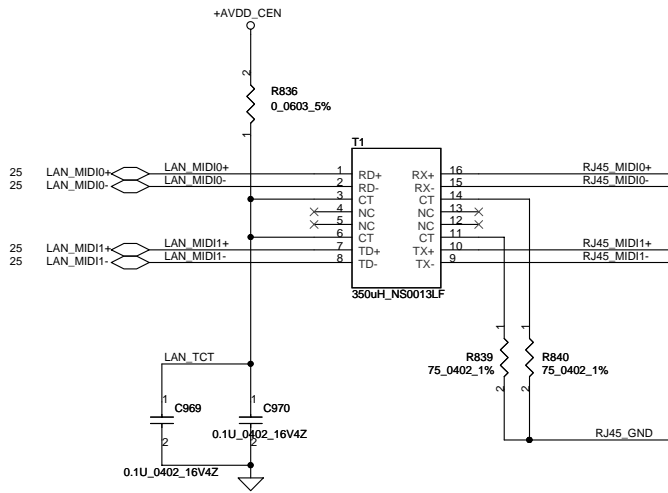 +AVDD_CEN
2
R836
0_0603_5%
1
T1
25 LAN_MIDI0+ LAN_MIDI0+ 1 RD+ RX+ 16 RJ45_MIDI0+
25 LAN_MIDI0- LAN_MIDI0- 2 RD- RX- 15 RJ45_MIDI0-
3 CT CT 14
4 NC NC 13
5 NC NC 12
6 CT CT 11
25 LAN_MIDI1+ LAN_MIDI1+ 7 TD+ TX+ 10 RJ45_MIDI1+
25 LAN_MIDI1- LAN_MIDI1- 8 TD- TX- 9 RJ45_MIDI1-
350uH_NS0013LF
1 1
R839 R840
75_0402_1% 75_0402_1%
2 2
LAN_TCT
1 1
C969 C970
2 2
0.1U_0402_16V4Z
0.1U_0402_16V4Z
RJ45_GND